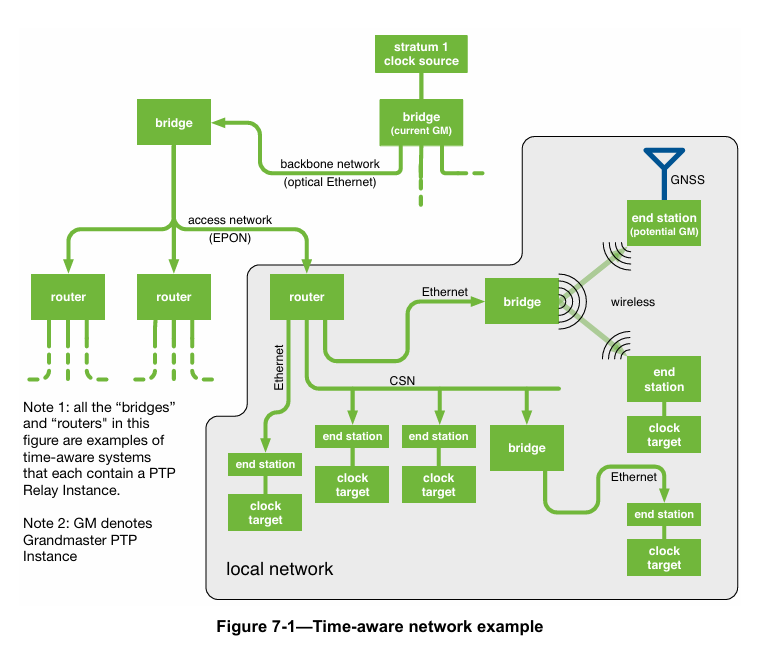 stratum 1
clock source
bridge
(current GM)
bridge
backbone network
(optical Ethernet)
GNSS
end station
(potential GM)
access network
(EPON)
router
router
router
Ethernet
bridge
wireless
Ethernet
CSN
end
station
clock
target
Note 1: all the “bridges”
and “routers" in this
figure are examples of
time-aware systems
that each contain a PTP
Relay Instance.
Note 2: GM denotes
Grandmaster PTP
Instance
end station
clock
target
end station
clock
target
end station
clock
target
bridge
Ethernet
end station
clock
target
local network
Figure 7-1—Time-aware network example